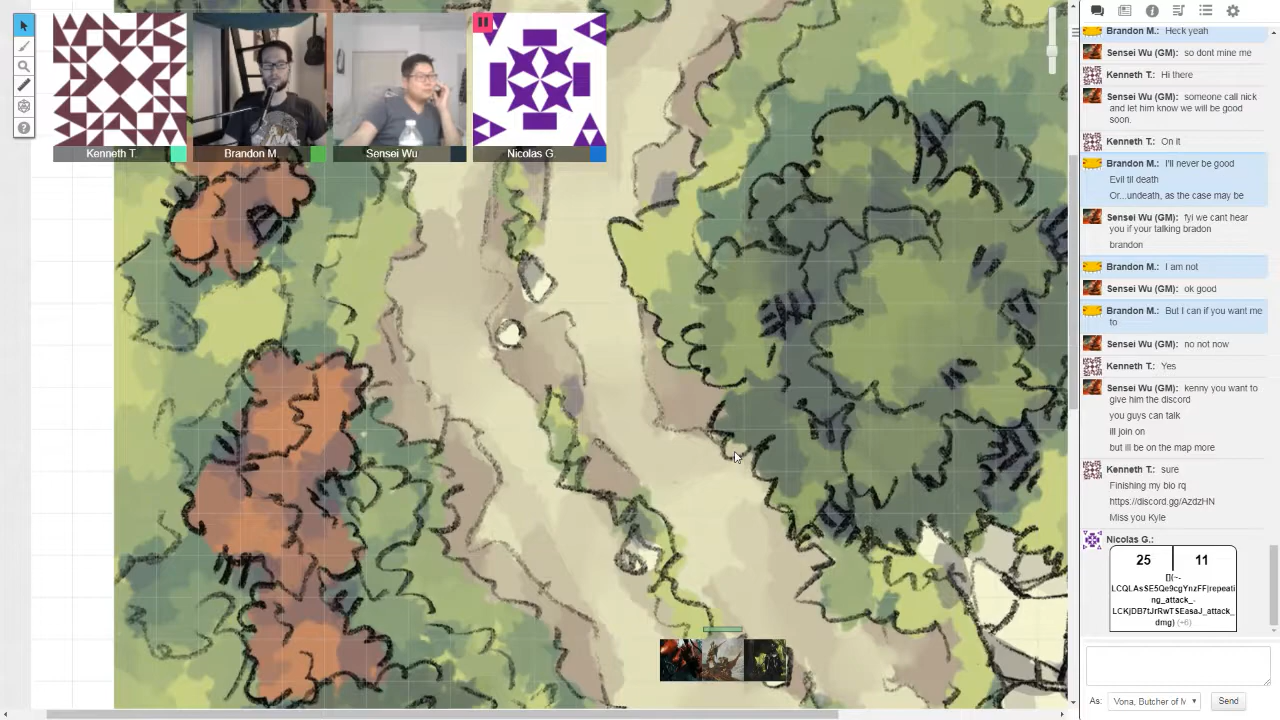 Kenneth T.
Brandon M.
Sensei Wu
Nicolas G.
Brandon M.: Heck yeah
Sensei Wu (GM): so dont mine me
Kenneth T.: Hi there
Sensei Wu (GM): someone call nick
and let him know we will be good
soon.
Kenneth T.: On it
Brandon M.: I'll never be good
Evil til death
Or...undeath, as the case may be
Sensei Wu (GM): fyi we cant hear
you if your talking bradon
brandon
Brandon M.: I am not
Sensei Wu (GM): ok good
Brandon M.: But I can if you want me
to
Sensei Wu (GM): no not now
Kenneth T.: Yes
Sensei Wu (GM): kenny you want to
give him the discord
you guys can talk
ill join on
but ill be on the map more
Kenneth T.: sure
Finishing my bio rq
https://discord.gg/AzdzHN
Miss you Kyle
Nicolas G.:
25 11
[](~-
LCQLAsSE5Qe9cgYnzFF|repeati
ng_attack_-
LCKjDB7tJrRwTSEasaJ_attack_
dmg) (+6)
As: Vona, Butcher of M
Send